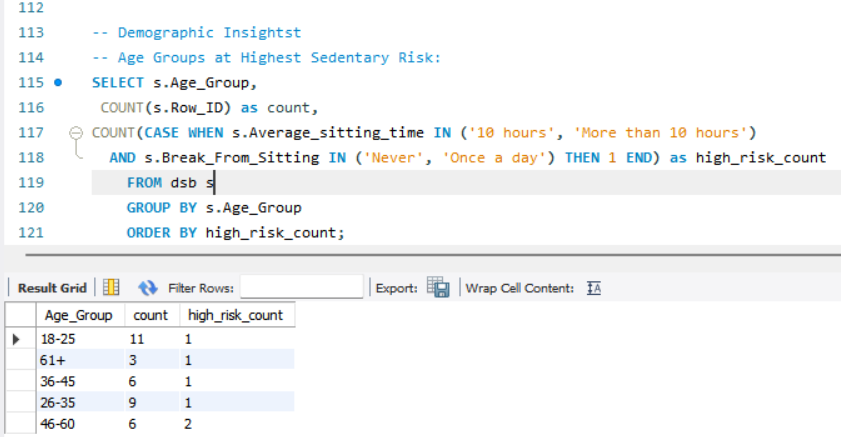 112
113 -- Demographic Insightst
114 -- Age Groups at Highest Sedentary Risk:
115 SELECT s.Age_Group,
116 COUNT(s.Row_ID) as count,
117 COUNT(CASE WHEN s.Average_sitting_time IN ('10 hours', 'More than 10 hours')
118 AND s.Break_From_Sitting IN ('Never', 'Once a day') THEN 1 END) as high_risk_count
119 FROM dsb s
120 GROUP BY s.Age_Group
121 ORDER BY high_risk_count;
Result Grid Filter Rows: Export: Wrap Cell Content: IA
Age_Group count high_risk_count
18-25 11 1
61+ 3 1
36-45 6 1
26-35 9 1
46-60 6 2